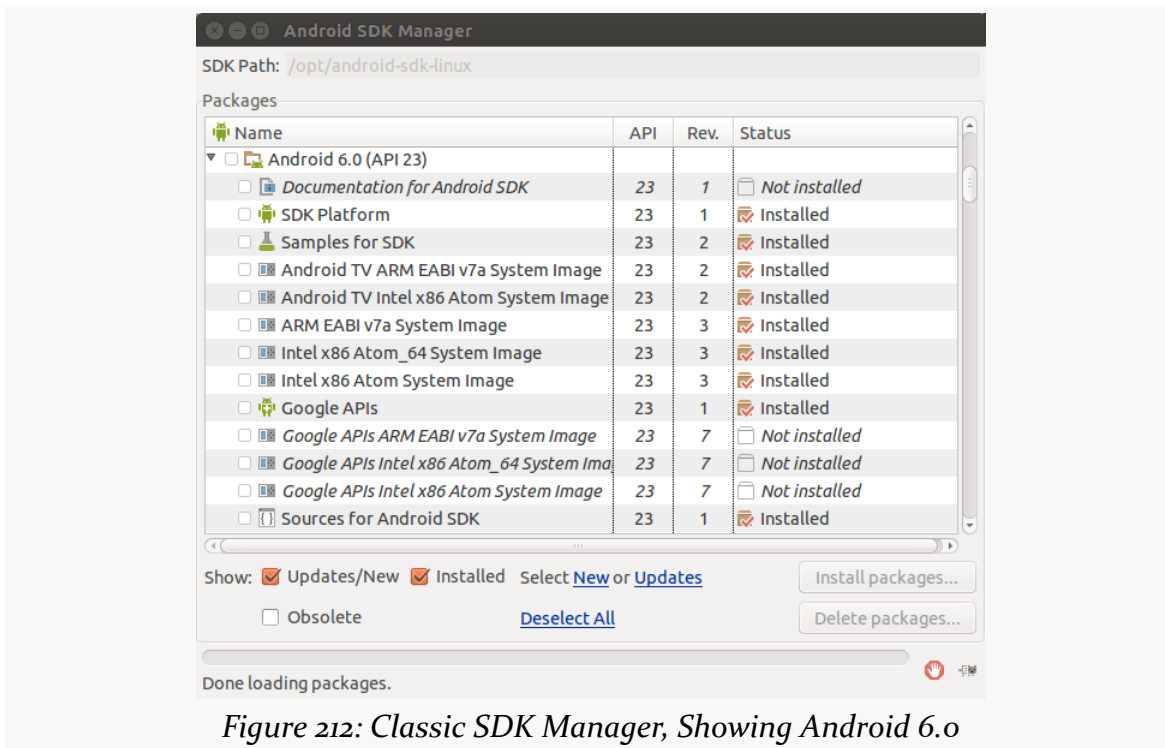 Android SDK Manager
SDK Path: /opt/android-sdk-linux
Packages
Name API Rev. Status
Android 6.0 (API 23)
Documentation for Android SDK 23 1 Not installed
SDK Platform 23 1 Installed
Samples for SDK 23 2 Installed
Android TV ARM EABI v7a System Image 23 2 Installed
Android TV Intel x86 Atom System Image 23 2 Installed
ARM EABI v7a System Image 23 3 Installed
Intel x86 Atom_64 System Image 23 3 Installed
Intel x86 Atom System Image 23 3 Installed
Google APIs 23 1 Installed
Google APIs ARM EABI v7a System Image 23 7 Not installed
Google APIs Intel x86 Atom_64 System Ima 23 7 Not installed
Google APIs Intel x86 Atom System Image 23 7 Not installed
Sources for Android SDK 23 1 Installed
Show: Updates/New Installed Select New or Updates Install packages...
Obsolete Deselect All Delete packages...
Done loading packages.
Figure 212: Classic SDK Manager, Showing Android 6.0